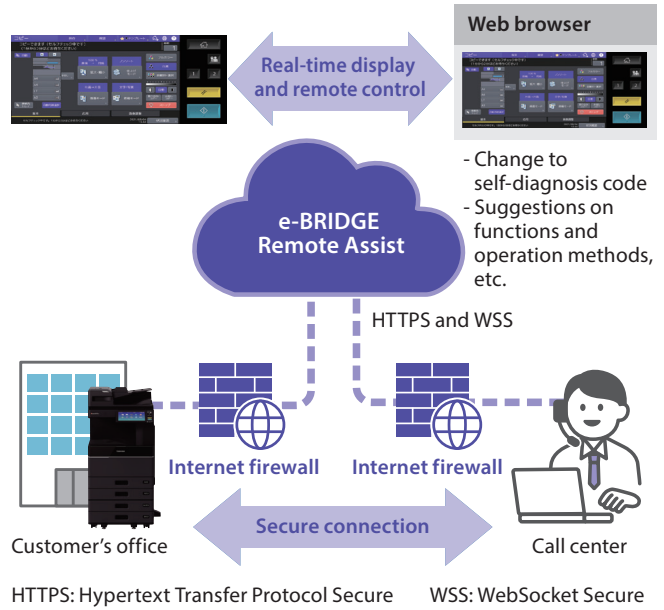 Web browser
Real-time display
and remote control
- Change to
self-diagnosis code
- Suggestions on
functions and
operation methods,
etc.
e-BRIDGE
Remote Assist
HTTPS and WSS
Internet firewall
Internet firewall
Secure connection
Customer's office
Call center
HTTPS: Hypertext Transfer Protocol Secure
WSS: WebSocket Secure